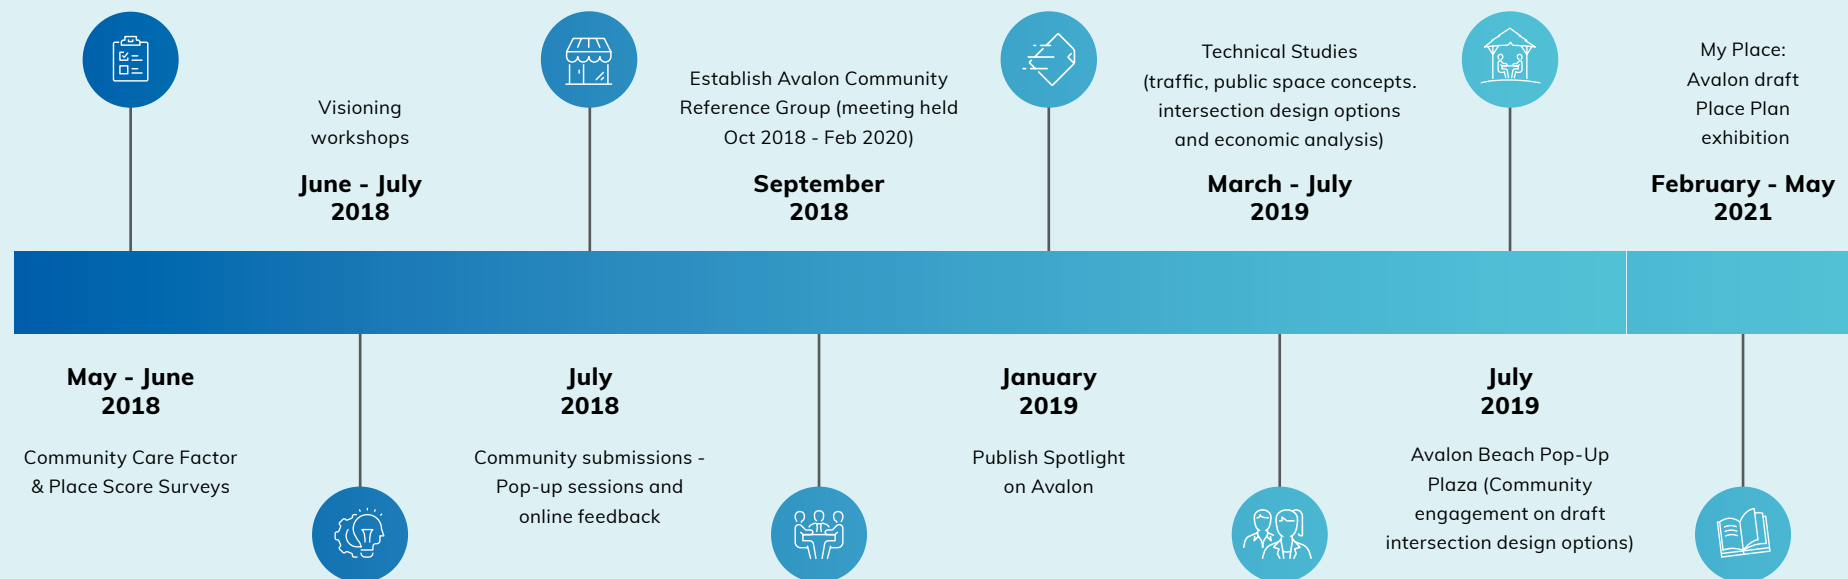 May - June
2018
Community Care Factor
& Place Score Surveys
Visioning
workshops
June - July
2018
July
2018
Community submissions -
Pop-up sessions and
online feedback
Establish Avalon Community
Reference Group (meeting held
Oct 2018 - Feb 2020)
September
2018
January
2019
Publish Spotlight
on Avalon
Technical Studies
(traffic, public space concepts.
intersection design options
and economic analysis)
March - July
2019
July
2019
Avalon Beach Pop-Up
Plaza (Community
engagement on draft
intersection design options)
My Place:
Avalon draft
Place Plan
exhibition
February - May
2021